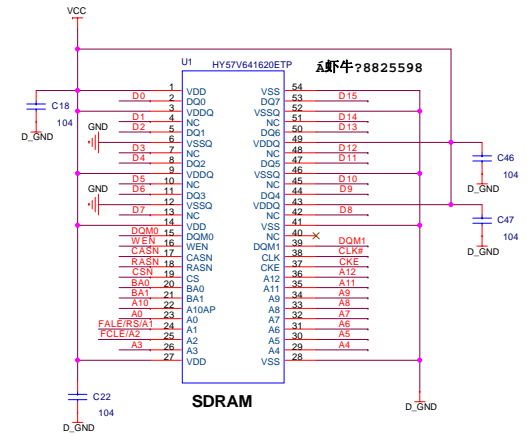 VCC
U1 HY57V641620ETP Á虾牛?8825598
1 VDD VSS 54
D0 2 DQ0 DQ7 53 D15
3 VDDQ VSSQ 52
D1 4 NC NC 51 D14
D2 5 DQ1 DQ6 50 D13
GND 6 VSSQ VDDQ 49
D3 7 NC NC 48 D12
D4 8 DQ2 DQ5 47 D11
9 VDDQ VSSQ 46
D5 10 NC NC 45 D10
D6 11 DQ3 DQ4 44 D9
GND 12 VSSQ VDDQ 43
D7 13 NC NC 42 D8
14 VDD VSS 41
DQM0 15 DQM0 NC 40
WEN 16 WEN DQM1 39 DQM1
CASN 17 CASN CLK 38 CLK#
RASN 18 RASN CKE 37 CKE
CSN 19 CS A12 36 A12
BA0 20 BA0 A11 35 A11
BA1 21 BA1 A9 34 A9
A10 22 A10AP A8 33 A8
A0 23 A0 A7 32 A7
FALE/RS/A1 24 A1 A6 31 A6
FCLE/A2 25 A2 A5 30 A5
A3 26 A3 A4 29 A4
27 VDD VSS 28
C18
104
D_GND
C46
104
D_GND
C47
104
D_GND
C22
104
D_GND
SDRAM
D_GND